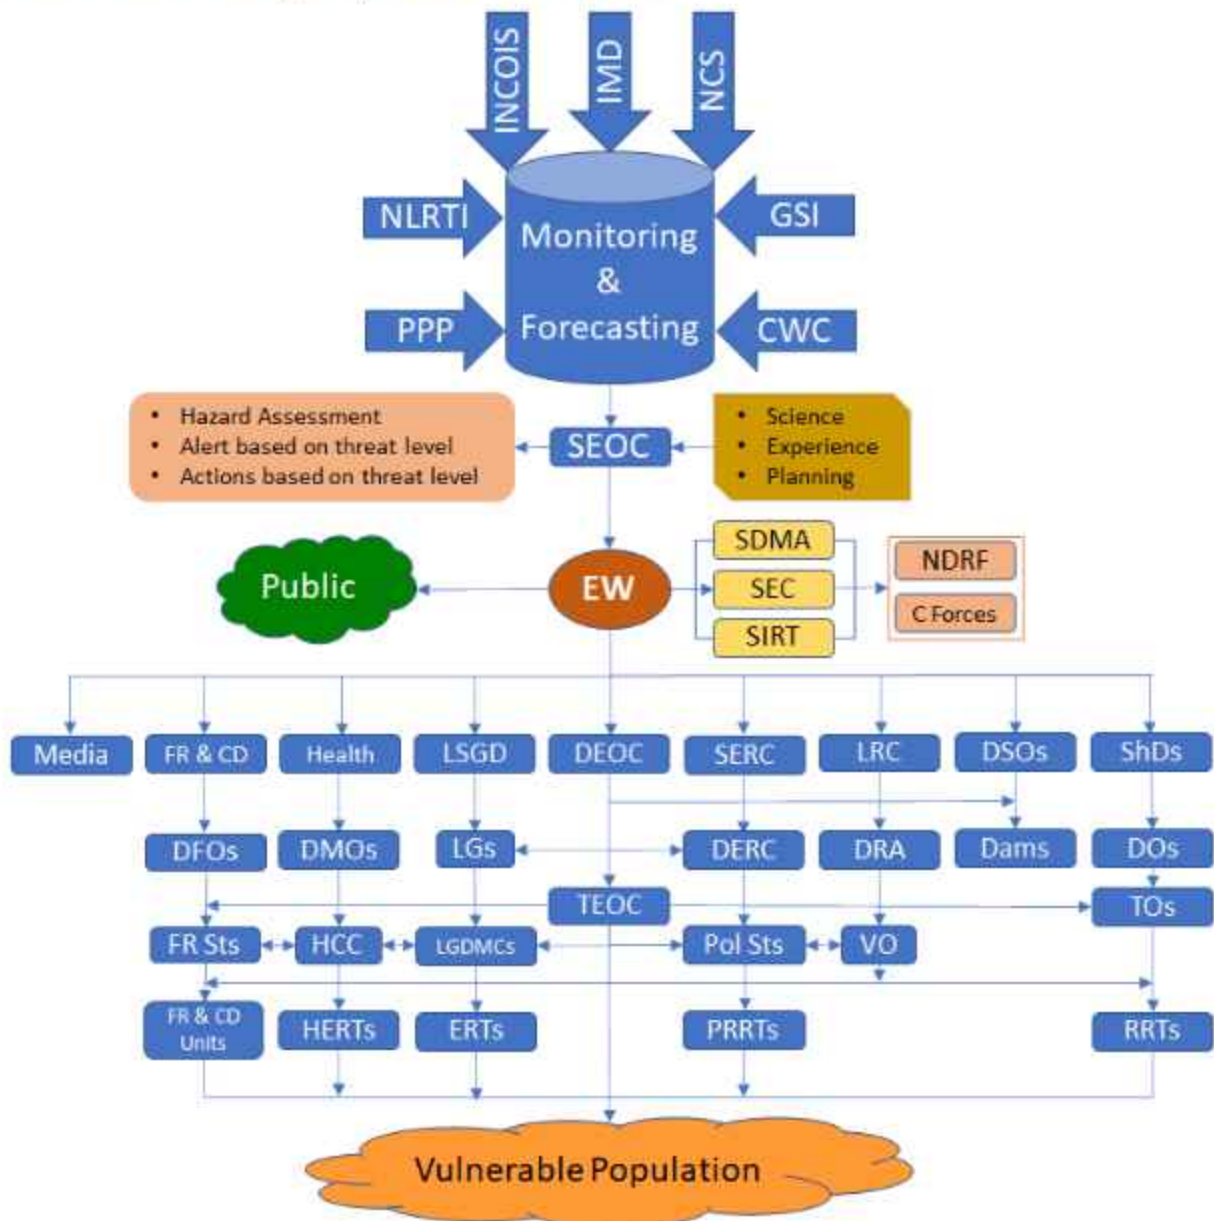 INCOIS
IMD
NCS
NLRTI
GSI
Monitoring
&
Forecasting
PPP
CWC
• Hazard Assessment
• Alert based on threat level
• Actions based on threat level
SEOC
• Science
• Experience
• Planning
Public
EW
SDMA
SEC
SIRT
NDRF
C Forces
Media
FR & CD
Health
LSGD
DEOC
SERC
LRC
DSOs
ShDs
DFOs
DMOs
LGs
DERC
DRA
Dams
DOs
TEOC
TOs
FR Sts
HCC
LGDMCs
Pol Sts
VO
FR & CD
Units
HERTs
ERTs
PRRTs
RRTs
Vulnerable Population